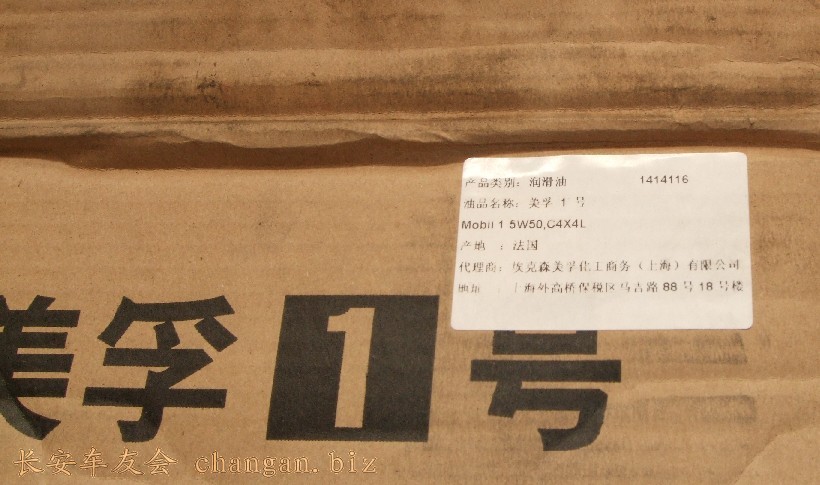 产品类别：润滑油 1414116
油品名称：美孚 1 号
Mobil 1 5W50,C4X4L
产地 ：法国
代理商：埃克森美孚化工商务（上海）有限公司
地址 ：上海外高桥保税区马吉路 88 号 18 号楼
美孚1号
长安车友会 changan.biz